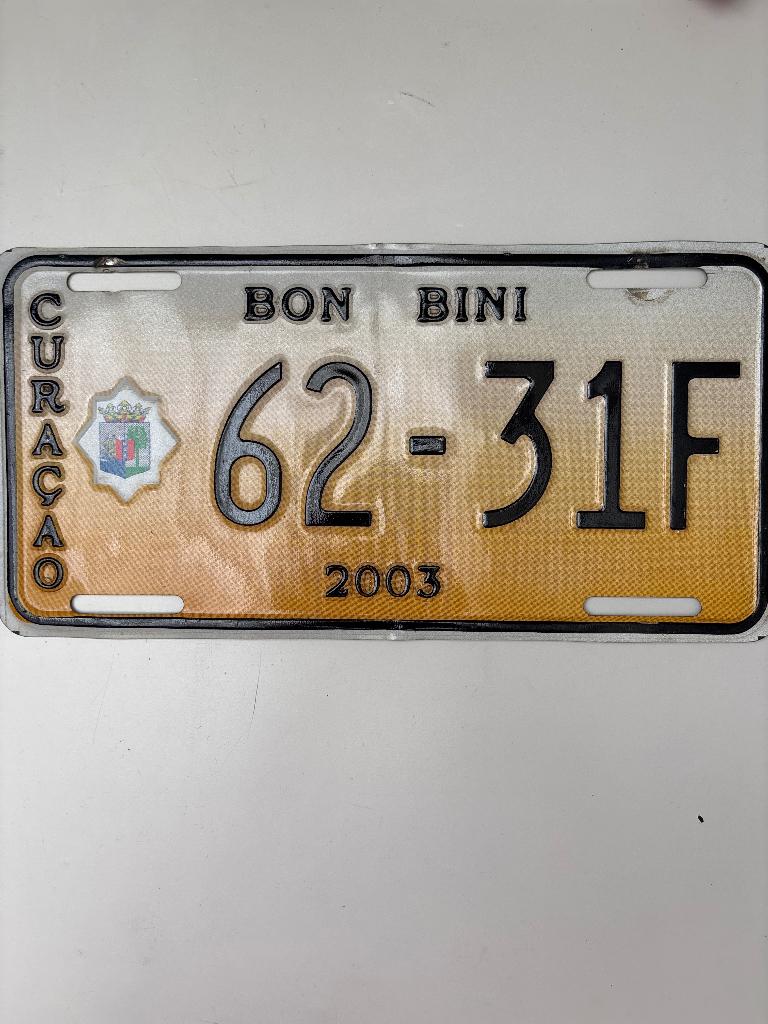 CURAÇAO
BON BINI
62-31F
2003